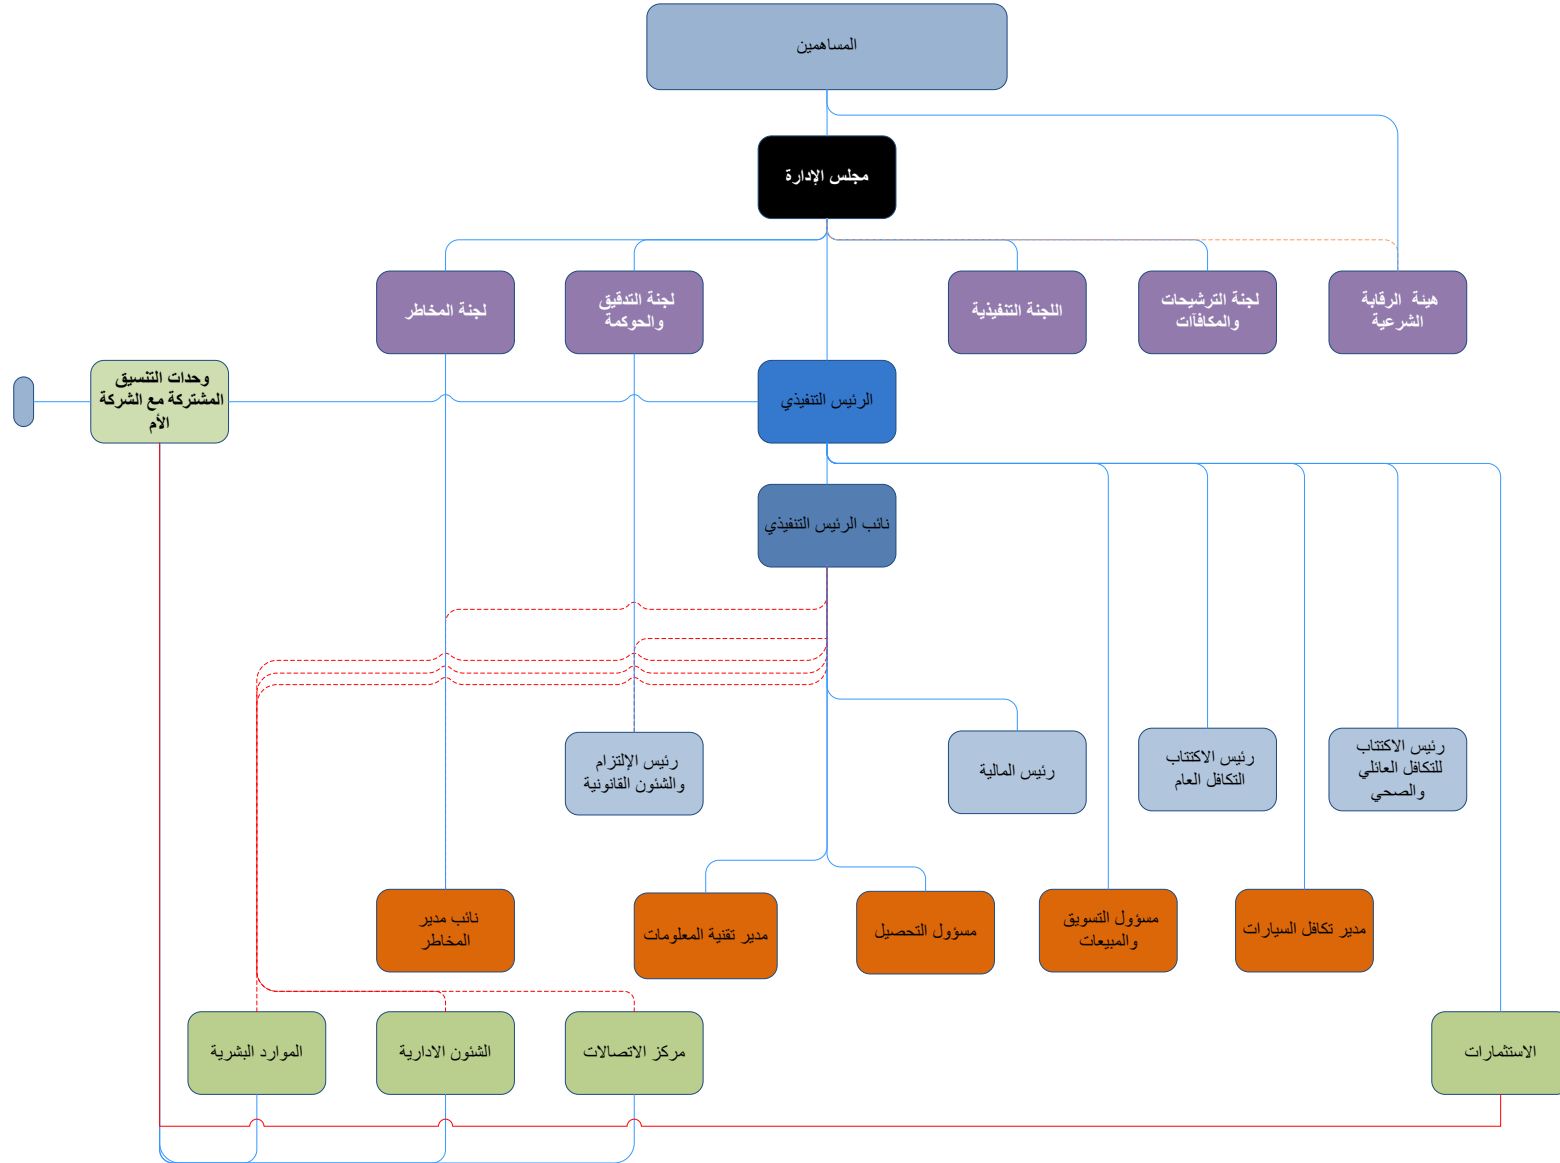 المساهمين
مجلس الإدارة
هيئة الرقابة
الشرعية
لجنة الترشيحات
والمكافآات
اللجنة التنفيذية
لجنة التدقيق
والحوكمة
لجنة المخاطر
الرئيس التنفيذي
وحدات التنسيق
المشتركة مع الشركة
الأم
نائب الرئيس التنفيذي
رئيس الاكتتاب
للتكافل العائلي
والصحي
رئيس الاكتتاب
التكافل العام
رئيس المالية
رئيس الإلتزام
والشئون القانونية
مدير تكافل السيارات
مسؤول التسويق
والمبيعات
مسؤول التحصيل
مدير تقنية المعلومات
نائب مدير
المخاطر
الاستثمارات
مركز الاتصالات
الشئون الادارية
الموارد البشرية